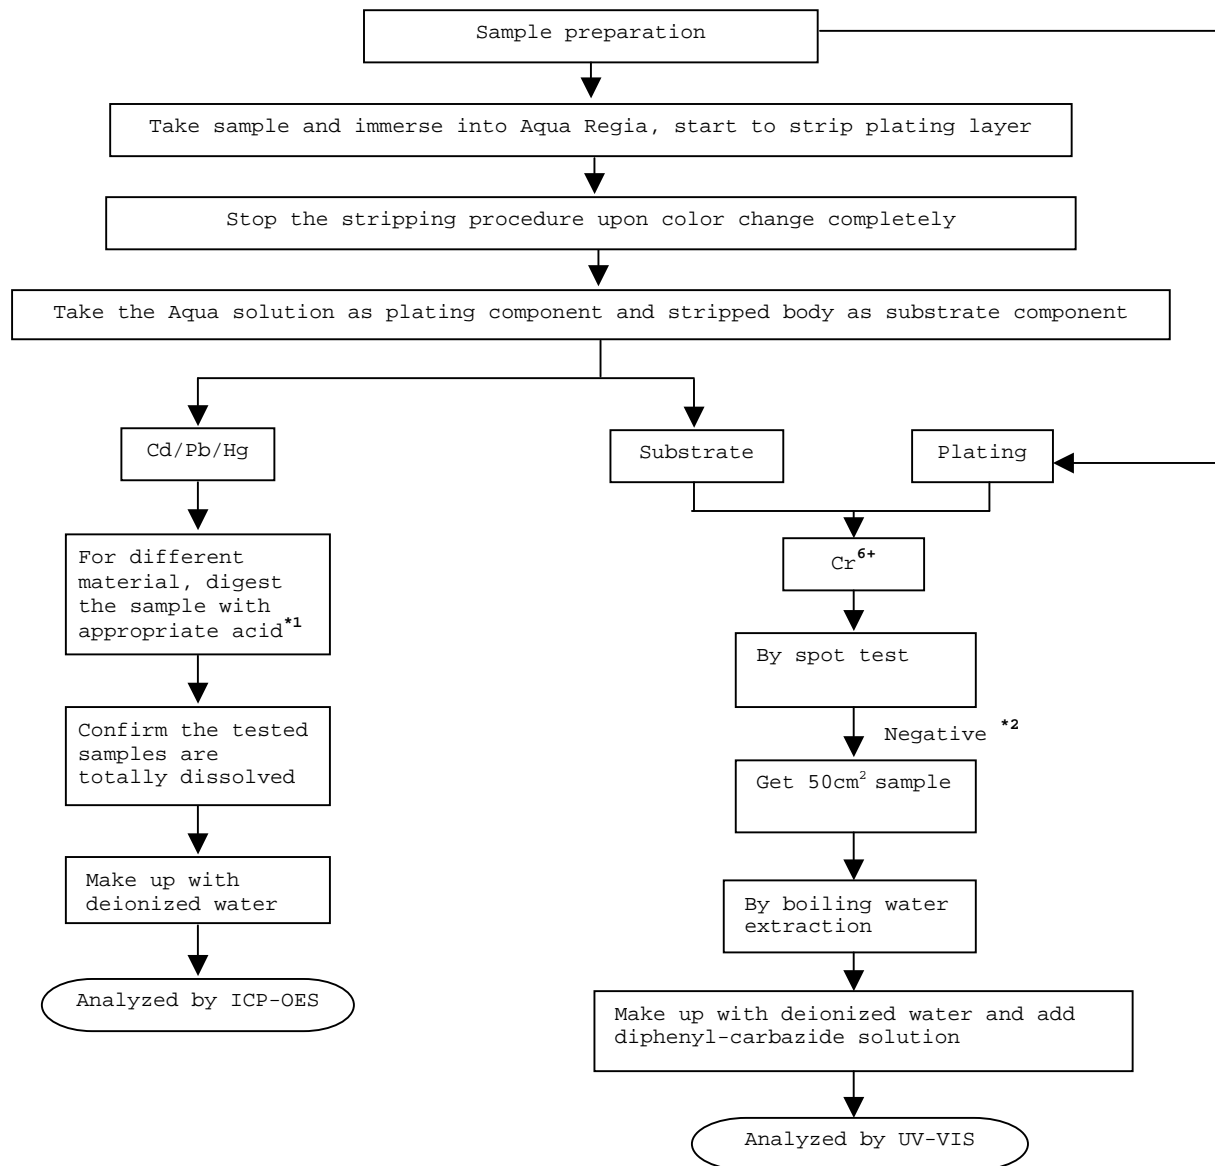 Sample preparation
Take sample and immerse into Aqua Regia, start to strip plating layer
Stop the stripping procedure upon color change completely
Take the Aqua solution as plating component and stripped body as substrate component
Cd/Pb/Hg
For different
material, digest
the sample with
appropriate acid*1
Confirm the tested
samples are
totally dissolved
Make up with
deionized water
Analyzed by ICP-OES
Substrate
Plating
Cr6+
By spot test
Negative *2
Get 50cm2 sample
By boiling water
extraction
Make up with deionized water and add
diphenyl-carbazide solution
Analyzed by UV-VIS